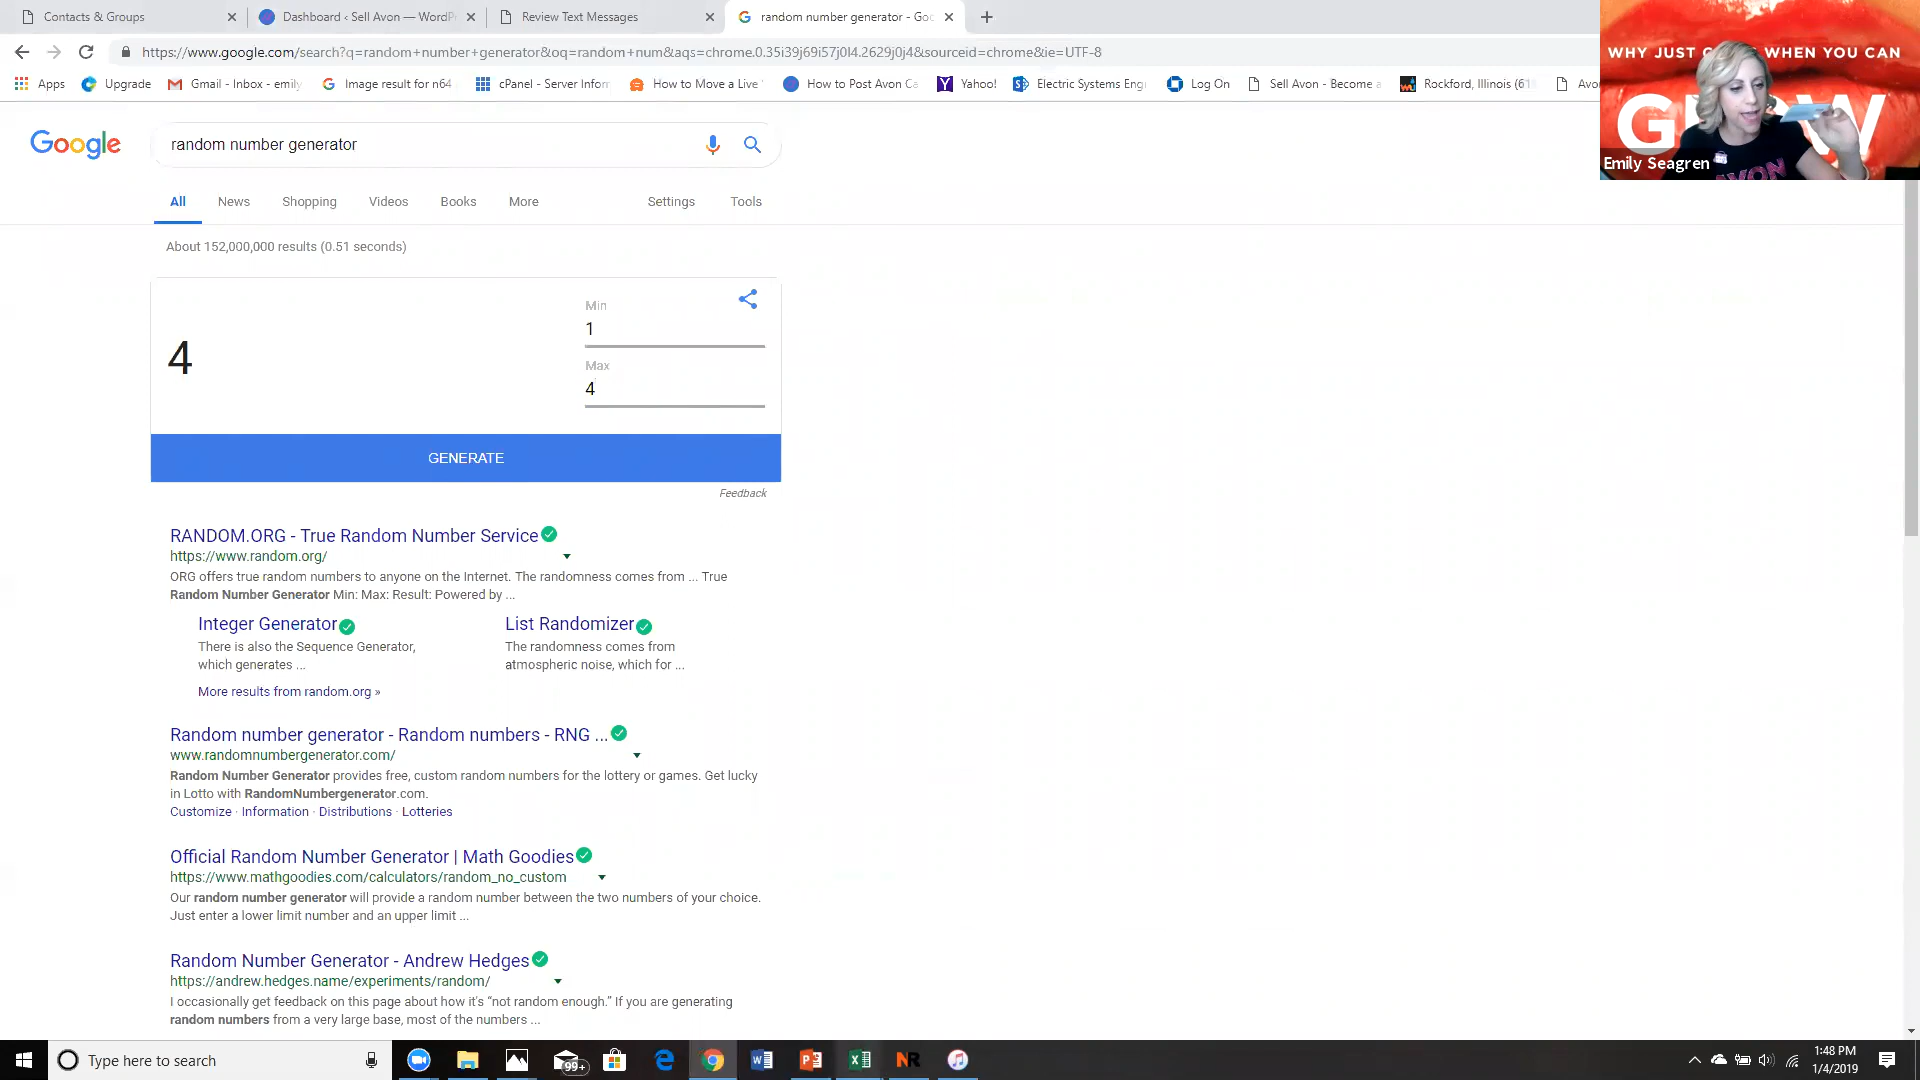 Contacts & Groups
Dashboard ‹ Sell Avon — WordP
Review Text Messages
random number generator - Goo
https://www.google.com/search?q=random+number+generator&oq=random+num&aqs=chrome.0.35i39j69i57j0l4.2629j0j4&sourceid=chrome&ie=UTF-8
Apps
Upgrade
Gmail - Inbox - emily
Image result for n64
cPanel - Server Inform
How to Move a Live
How to Post Avon Ca
Yahoo!
Electric Systems Engi
Log On
Sell Avon - Become a
Rockford, Illinois (61
Avo
WHY JUST
WHEN YOU CAN
Emily Seagren
AVON
Google
random number generator
All
News
Shopping
Videos
Books
More
Settings
Tools
About 152,000,000 results (0.51 seconds)
Min
1
4
Max
4
GENERATE
Feedback
RANDOM.ORG - True Random Number Service
https://www.random.org/
ORG offers true random numbers to anyone on the Internet. The randomness comes from ... True
Random Number Generator Min: Max: Result: Powered by ...
Integer Generator
List Randomizer
There is also the Sequence Generator,
which generates ...
The randomness comes from
atmospheric noise, which for ...
More results from random.org »
Random number generator - Random numbers - RNG ...
www.randomnumbergenerator.com/
Random Number Generator provides free, custom random numbers for the lottery or games. Get lucky
in Lotto with RandomNumbergenerator.com.
Customize · Information · Distributions · Lotteries
Official Random Number Generator | Math Goodies
https://www.mathgoodies.com/calculators/random_no_custom
Our random number generator will provide a random number between the two numbers of your choice.
Just enter a lower limit number and an upper limit ...
Random Number Generator - Andrew Hedges
https://andrew.hedges.name/experiments/random/
I occasionally get feedback on this page about how it's “not random enough.” If you are generating
random numbers from a very large base, most of the numbers ...
Type here to search
99+
NR
1:48 PM
1/4/2019